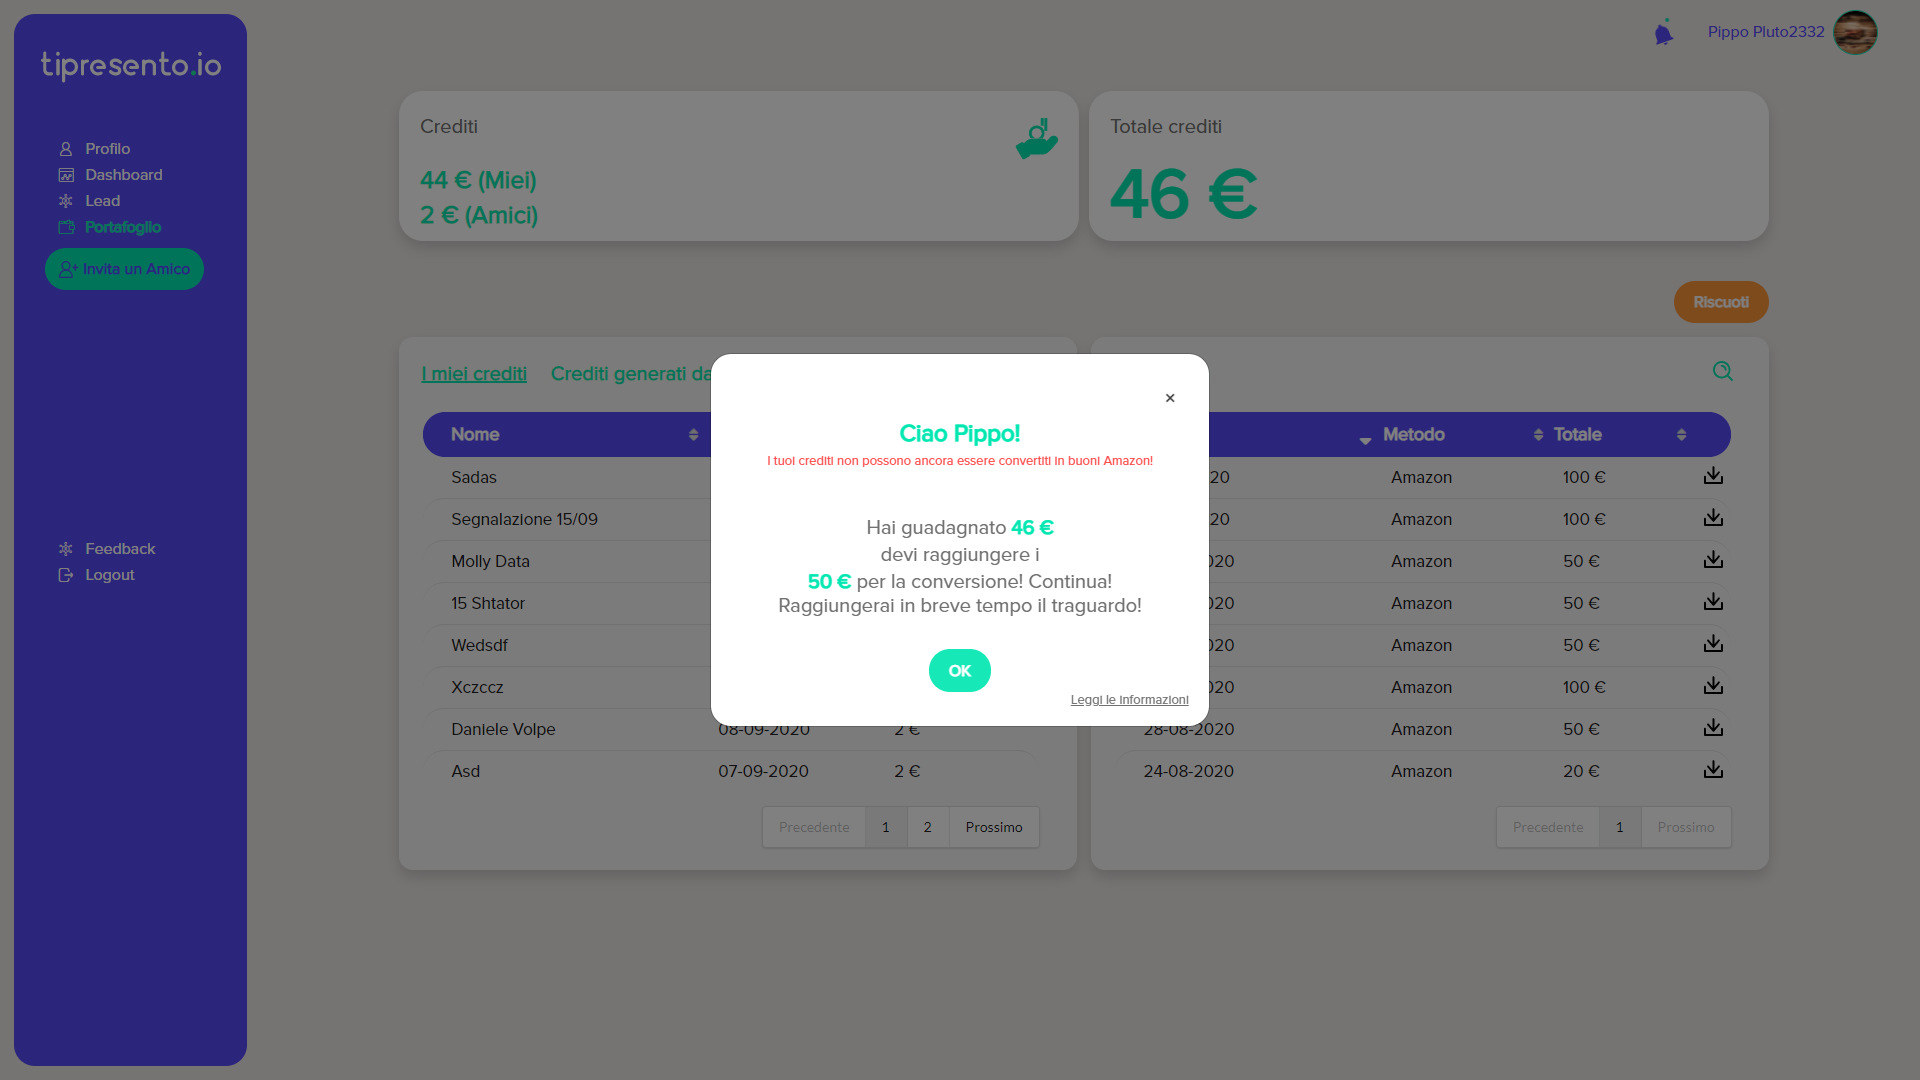 tipresento.io
Profilo
Dashboard
Lead
Portafoglio
Invita un Amico
Feedback
Logout
Pippo Pluto2332
Crediti
44 € (Miei)
2 € (Amici)
Totale crediti
46 €
Riscuoti
I miei crediti Crediti generati da
Nome
Sadas
Segnalazione 15/09
Molly Data
15 Shtator
Wedsdf
Xczccz
Daniele Volpe 08-09-2020 2 €
Asd 07-09-2020 2 €
Precedente 1 2 Prossimo
Metodo Totale
20 Amazon 100 €
20 Amazon 100 €
020 Amazon 50 €
020 Amazon 50 €
020 Amazon 50 €
020 Amazon 100 €
28-08-2020 Amazon 50 €
24-08-2020 Amazon 20 €
Precedente 1 Prossimo
×
Ciao Pippo!
I tuoi crediti non possono ancora essere convertiti in buoni Amazon!
Hai guadagnato 46 €
devi raggiungere i
50 € per la conversione! Continua!
Raggiungerai in breve tempo il traguardo!
OK
Leggi le informazioni